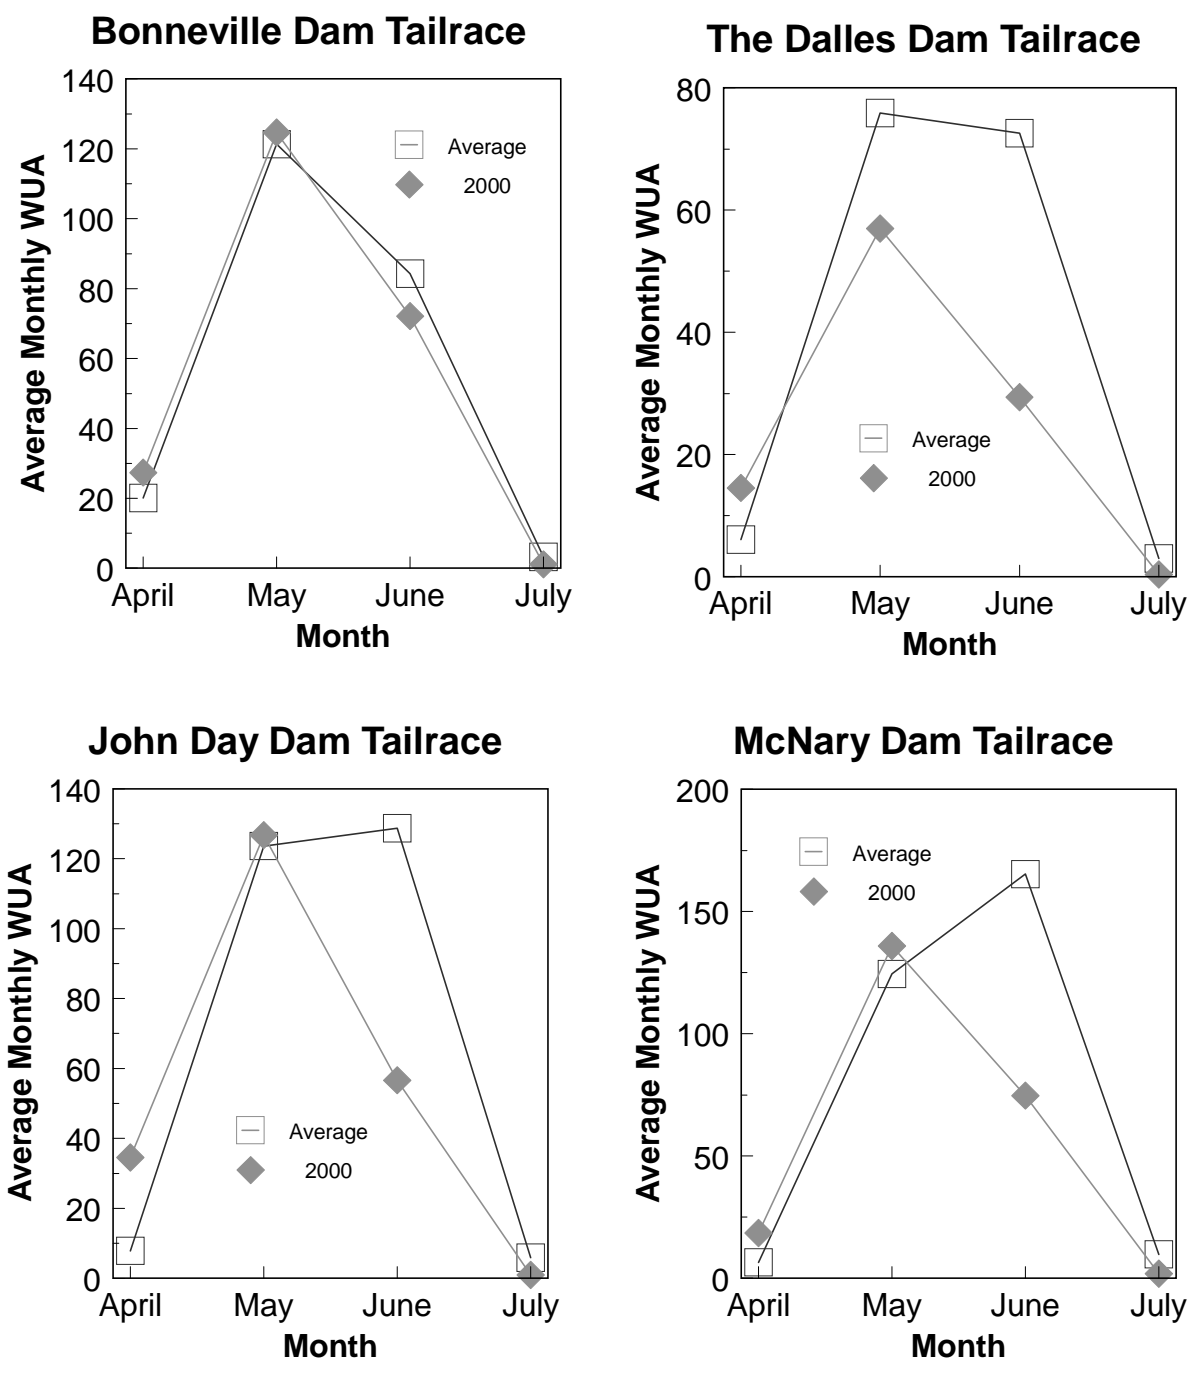 Bonneville Dam Tailrace
140
120
100
80
60
40
20
0
Average Monthly WUA
Average
2000
April May June July
Month
The Dalles Dam Tailrace
80
60
40
20
0
Average Monthly WUA
Average
2000
April May June July
Month
John Day Dam Tailrace
140
120
100
80
60
40
20
0
Average Monthly WUA
Average
2000
April May June July
Month
McNary Dam Tailrace
200
150
100
50
0
Average Monthly WUA
Average
2000
April May June July
Month